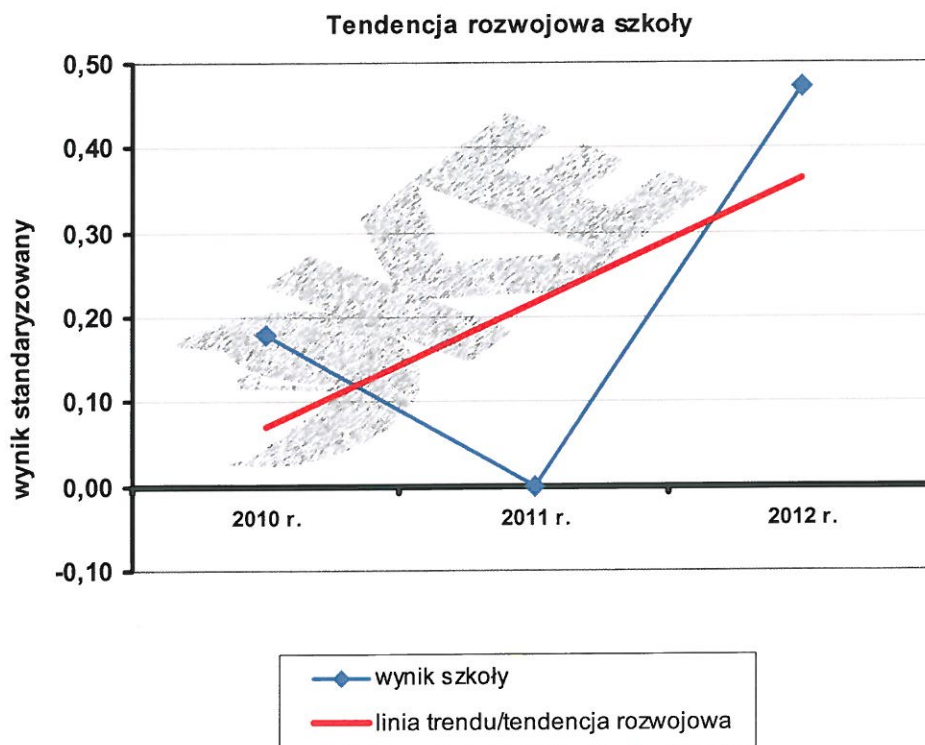 Tendencja rozwojowa szkoły
0,50
0,40
0,30
0,20
0,10
0,00
-0,10
wynik standaryzowany
2010 r.
2011 r.
2012 r.
wynik szkoły
linia trendu/tendencja rozwojowa